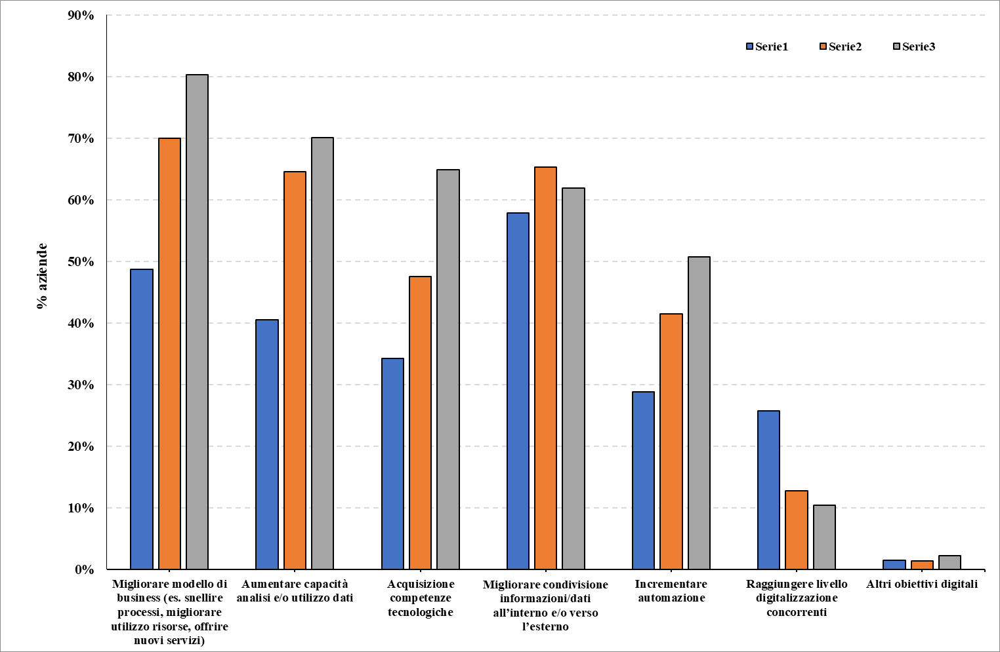 90%
80%
70%
60%
50%
40%
30%
20%
10%
0%
% aziende
Serie1
Serie2
Serie3
Migliorare modello di
business (es. snellire
processi, migliorare
utilizzo risorse, offrire
nuovi servizi)
Aumentare capacità
analisi e/o utilizzo dati
Acquisizione
competenze
tecnologiche
Migliorare condivisione
informazioni/dati
all’interno e/o verso
l’esterno
Incrementare
automazione
Raggiungere livello
digitalizzazione
concorrenti
Altri obiettivi digitali